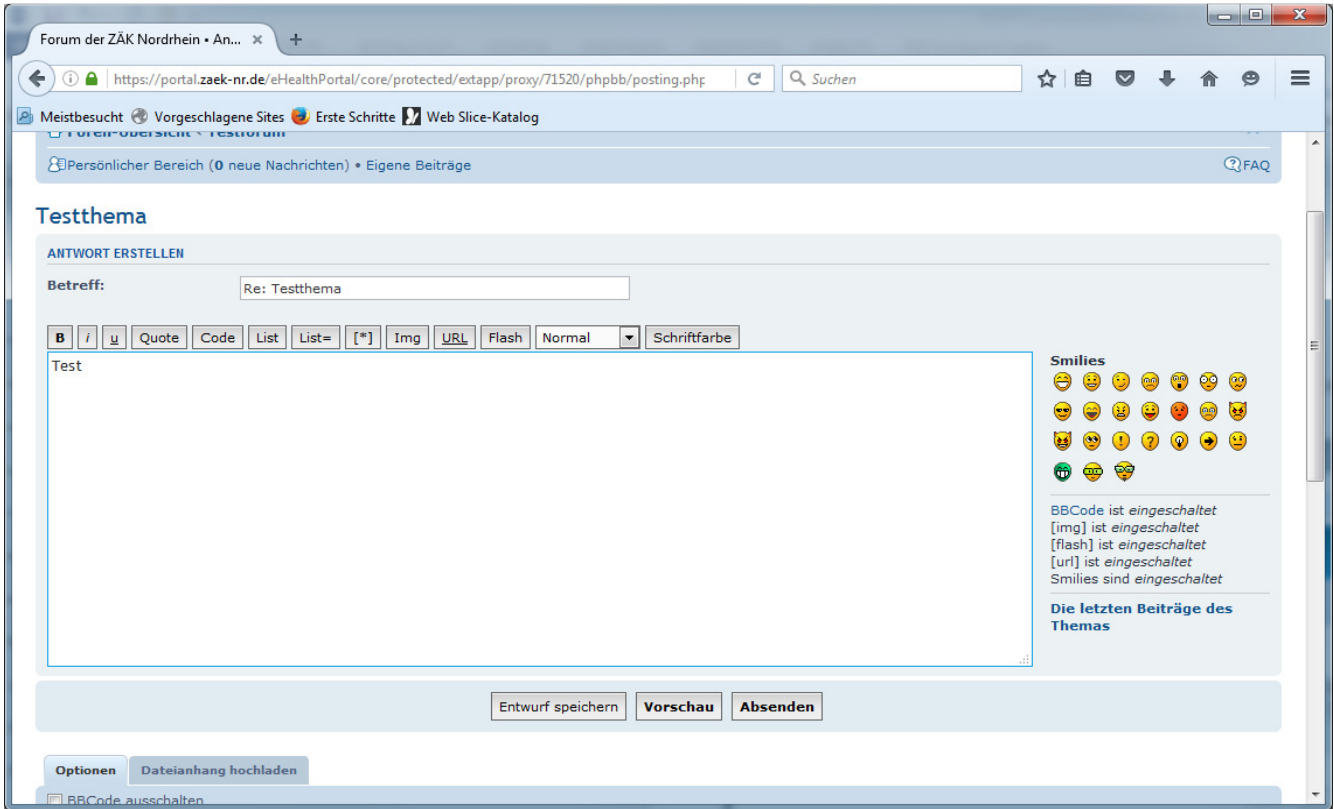 Forum der ZÄK Nordrhein • An...
https://portal.zaek-nr.de/eHealthPortal/core/protected/extapp/proxy/71520/phpbb/posting.php
Suchen
Meistbesucht Vorgeschlagene Sites Erste Schritte Web Slice-Katalog
Foren-Übersicht ‹ Testforum
Persönlicher Bereich (0 neue Nachrichten) • Eigene Beiträge FAQ
Testthema
ANTWORT ERSTELLEN
Betreff: Re: Testthema
B i u Quote Code List List= [*] Img URL Flash Normal Schriftfarbe
Test
Smilies
BBCode ist eingeschaltet
[img] ist eingeschaltet
[flash] ist eingeschaltet
[url] ist eingeschaltet
Smilies sind eingeschaltet
Die letzten Beiträge des
Themas
Entwurf speichern Vorschau Absenden
Optionen Dateianhang hochladen
BBCode ausschalten